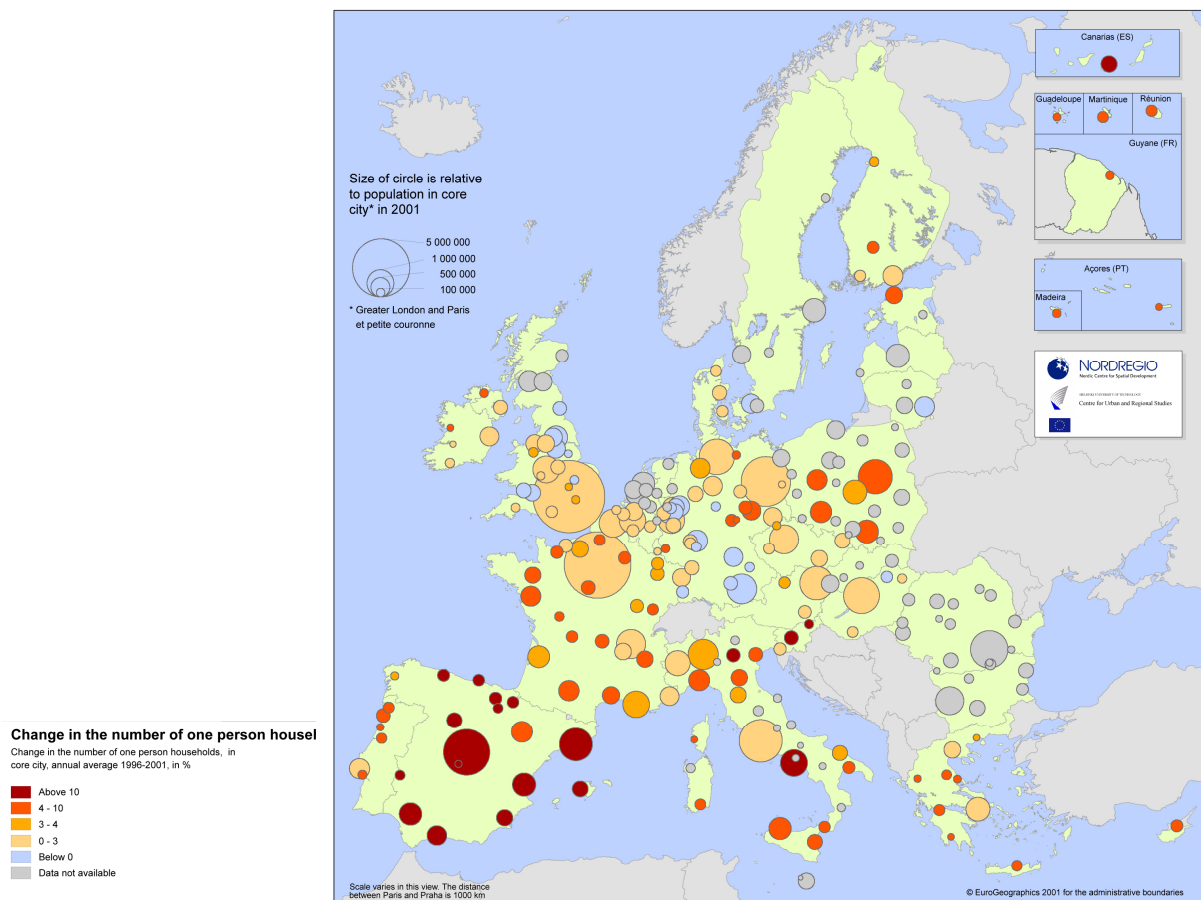 Canarias (ES)
Guadeloupe
Martinique
Réunion
Guyane (FR)
Size of circle is relative
to population in core
city* in 2001
5 000 000
1 000 000
500 000
100 000
* Greater London and Paris
et petite couronne
Açores (PT)
Madeira
NORDREGIO
Nordic Centre for Spatial Development
HELSINKI UNIVERSITY OF TECHNOLOGY
Centre for Urban and Regional Studies
Change in the number of one person housel
Change in the number of one person households, in
core city, annual average 1996-2001, in %
Above 10
4 - 10
3 - 4
0 - 3
Below 0
Data not available
Scale varies in this view. The distance
between Paris and Praha is 1000 km
© EuroGeographics 2001 for the administrative boundaries